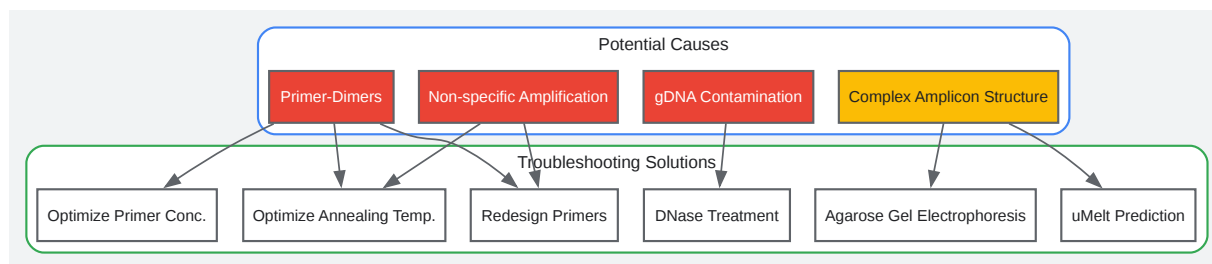 Potential Causes
Primer-Dimers
Non-specific Amplification
gDNA Contamination
Complex Amplicon Structure
Troubleshooting Solutions
Optimize Primer Conc.
Optimize Annealing Temp.
Redesign Primers
DNase Treatment
Agarose Gel Electrophoresis
uMelt Prediction